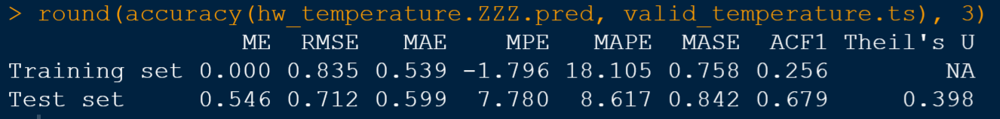 > round(accuracy(hw_temperature.ZZZ.pred, valid_temperature.ts), 3)
ME RMSE MAE MPE MAPE MASE ACF1 Theil's U
Training set 0.000 0.835 0.539 -1.796 18.105 0.758 0.256 NA
Test set 0.546 0.712 0.599 7.780 8.617 0.842 0.679 0.398